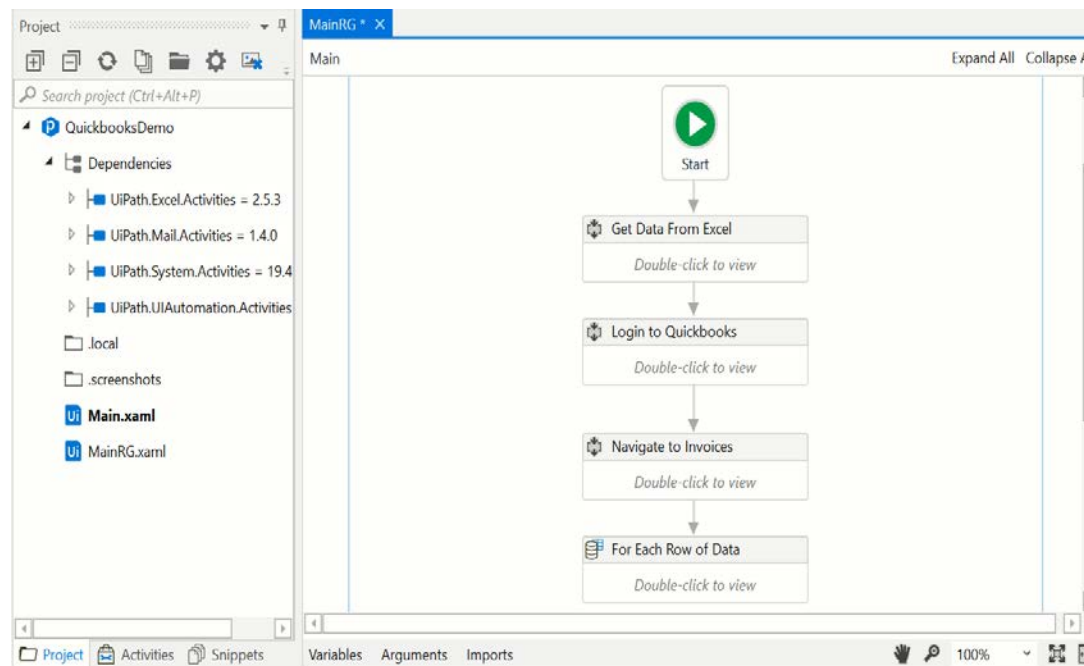 Project
Search project (Ctrl+Alt+P)
QuickbooksDemo
Dependencies
UiPath.Excel.Activities = 2.5.3
UiPath.Mail.Activities = 1.4.0
UiPath.System.Activities = 19.4
UiPath.UIAutomation.Activities
.local
.screenshots
Main.xaml
MainRG.xaml
Project Activities Snippets
MainRG *
Main Expand All Collapse A
Start
Get Data From Excel
Double-click to view
Login to Quickbooks
Double-click to view
Navigate to Invoices
Double-click to view
For Each Row of Data
Double-click to view
Variables Arguments Imports 100%